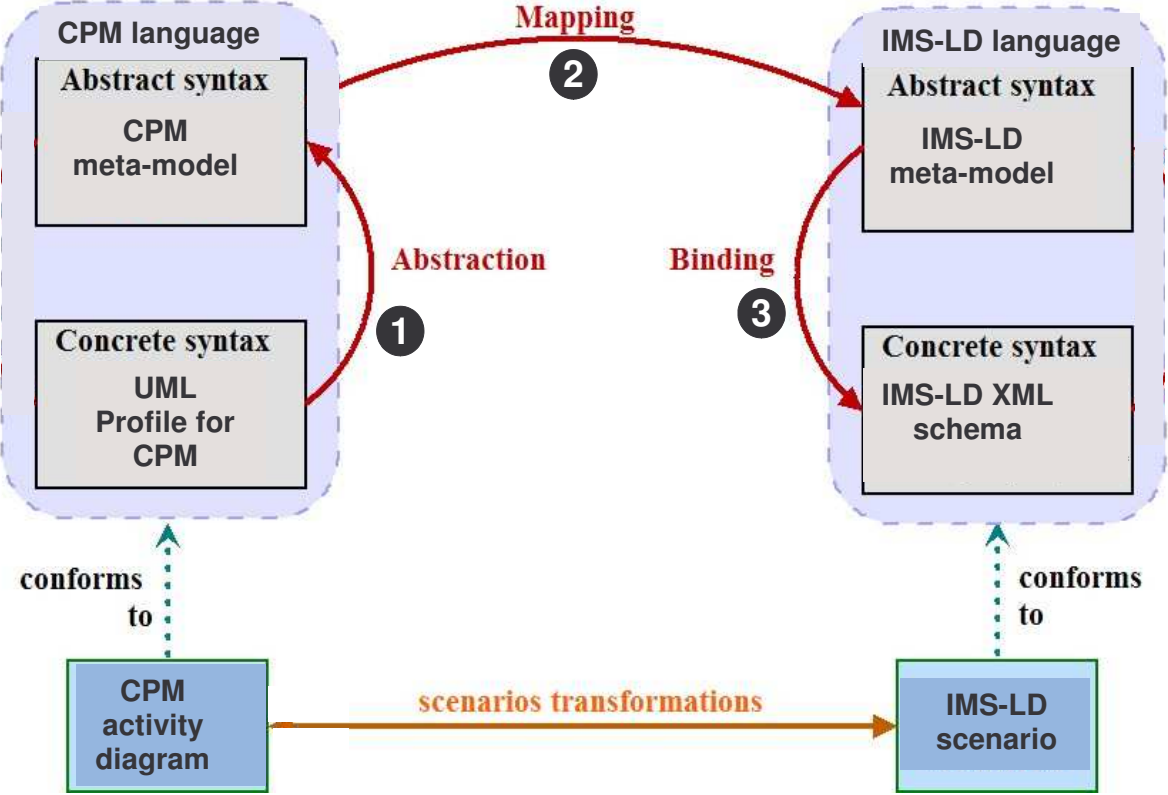 Mapping
2
CPM language
Abstract syntax
CPM
meta-model
IMS-LD language
Abstract syntax
IMS-LD
meta-model
Abstraction
1
Binding
3
Concrete syntax
UML
Profile for
CPM
Concrete syntax
IMS-LD XML
schema
conforms
to
conforms
to
CPM
activity
diagram
scenarios transformations
IMS-LD
scenario